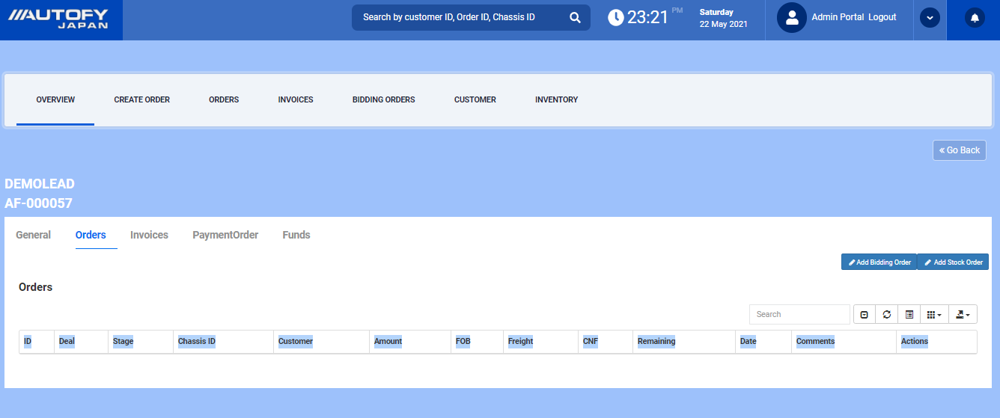 AUTOFY
JAPAN
Search by customer ID, Order ID, Chassis ID
23:21 PM
Saturday
22 May 2021
Admin Portal Logout
OVERVIEW CREATE ORDER ORDERS INVOICES BIDDING ORDERS CUSTOMER INVENTORY
« Go Back
DEMOLEAD
AF-000057
General Orders Invoices PaymentOrder Funds
Add Bidding Order Add Stock Order
Orders
Search
ID Deal Stage Chassis ID Customer Amount FOB Freight CNF Remaining Date Comments Actions